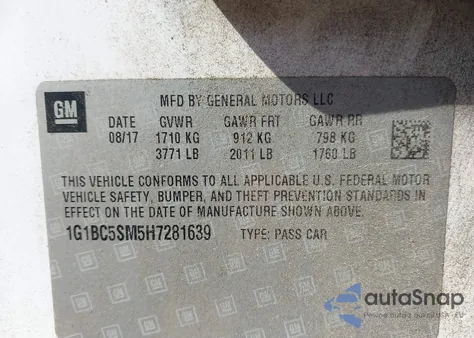 GM
MFD BY GENERAL MOTORS LLC
DATE GVWR GAWR FRT GAWR RR
08/17 1710 KG 912 KG 798 KG
3771 LB 2011 LB 1760 LB
THIS VEHICLE CONFORMS TO ALL APPLICABLE U.S. FEDERAL MOTOR
VEHICLE SAFETY, BUMPER, AND THEFT PREVENTION STANDARDS IN
EFFECT ON THE DATE OF MANUFACTURE SHOWN ABOVE.
1G1BC5SM5H7281639 TYPE: PASS CAR
autoSnap